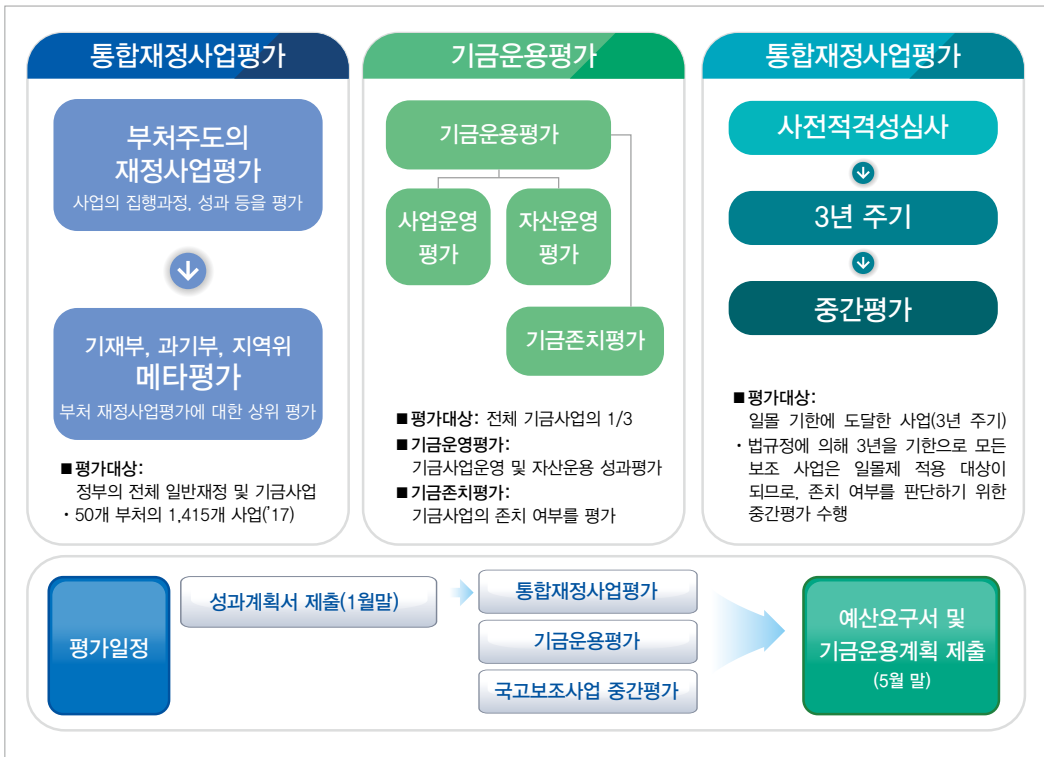 통합재정사업평가
부처주도의
재정사업평가
사업의 집행과정, 성과 등을 평가
기재부, 과기부, 지역위
메타평가
부처 재정사업평가에 대한 상위 평가
■ 평가대상:
정부의 전체 일반재정 및 기금사업
・50개 부처의 1,415개 사업('17)
기금운용평가
기금운용평가
사업운영
평가
자산운영
평가
기금존치평가
■ 평가대상: 전체 기금사업의 1/3
■ 기금운영평가:
기금사업운영 및 자산운용 성과평가
■ 기금존치평가:
기금사업의 존치 여부를 평가
통합재정사업평가
사전적격성심사
3년 주기
중간평가
■ 평가대상:
일몰 기한에 도달한 사업(3년 주기)
・법규정에 의해 3년을 기한으로 모든
보조 사업은 일몰제 적용 대상이
되므로, 존치 여부를 판단하기 위한
중간평가 수행
평가일정
성과계획서 제출(1월말)
통합재정사업평가
기금운용평가
국고보조사업 중간평가
예산요구서 및
기금운용계획 제출
(5월 말)